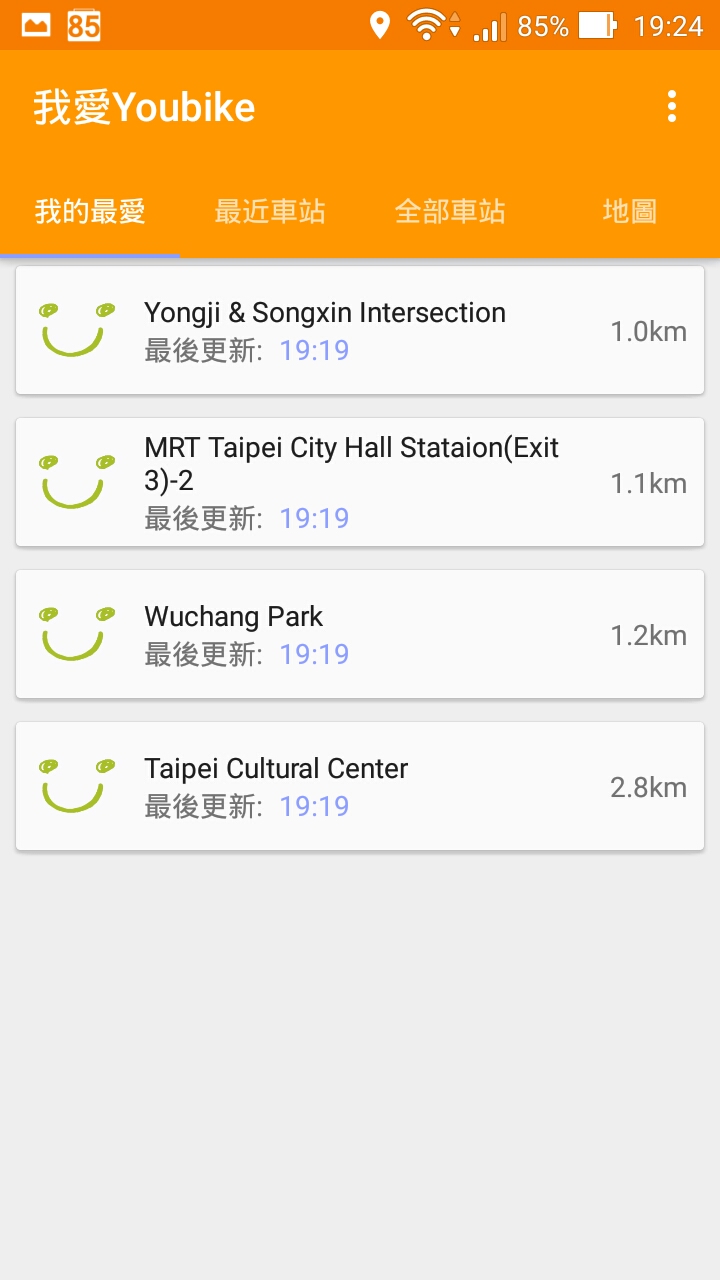 85 85% 19:24
我愛Youbike
我的最愛 最近車站 全部車站 地圖
Yongji & Songxin Intersection
最後更新: 19:19
1.0km
MRT Taipei City Hall Stataion(Exit
3)-2
最後更新: 19:19
1.1km
Wuchang Park
最後更新: 19:19
1.2km
Taipei Cultural Center
最後更新: 19:19
2.8km